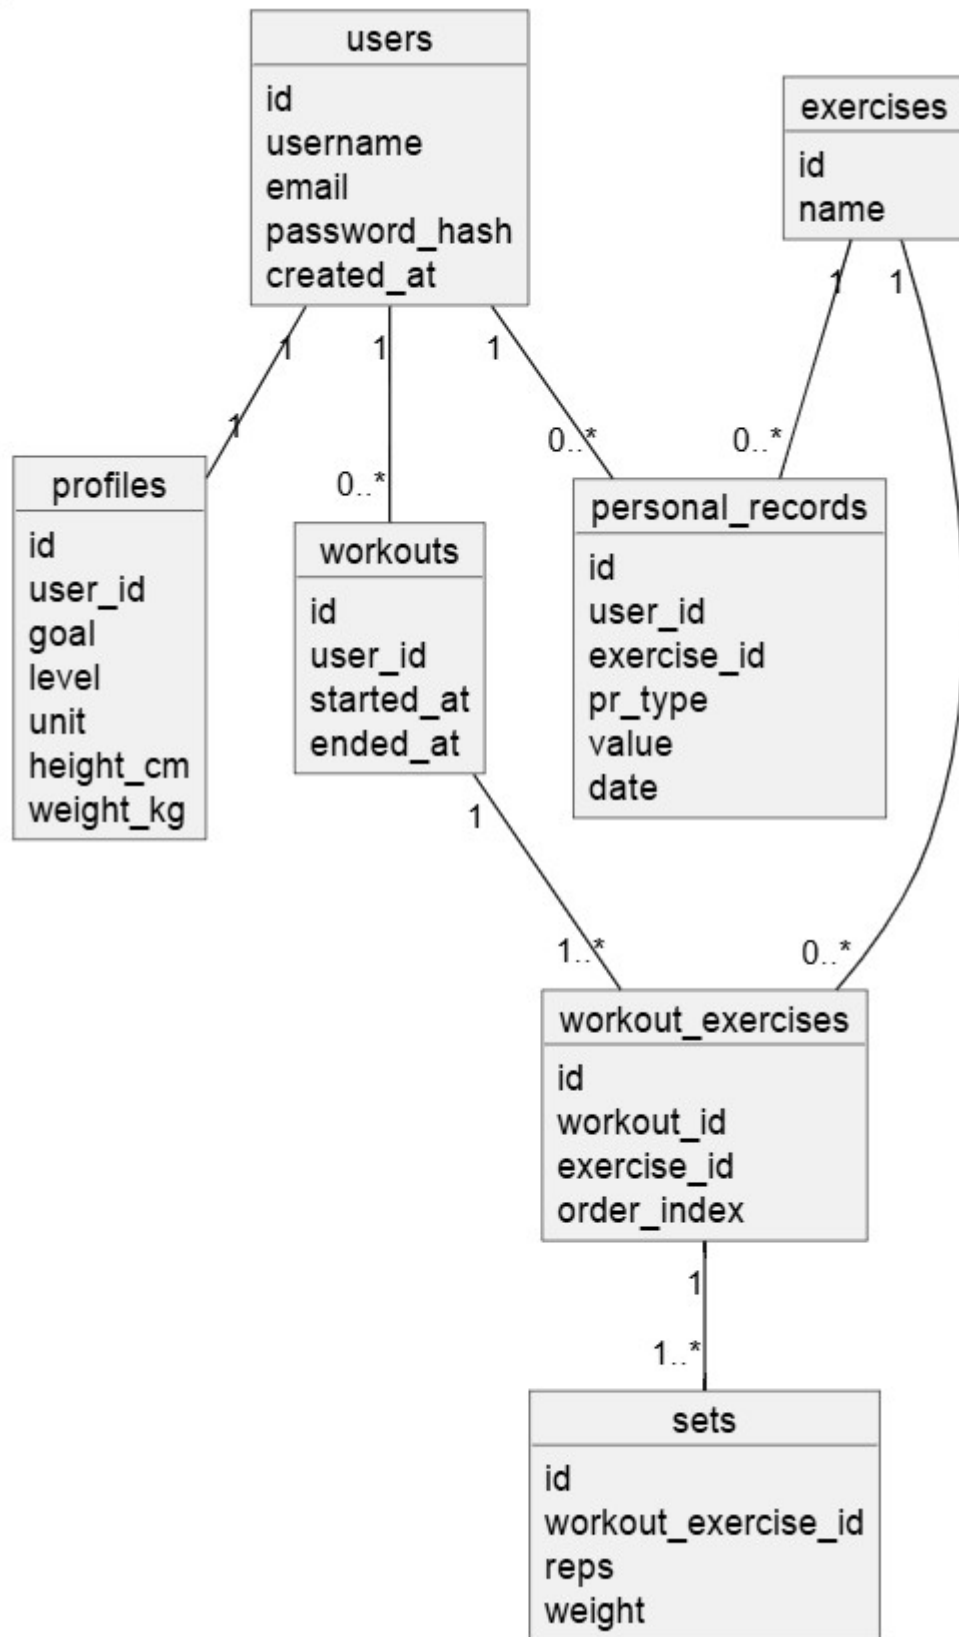 users
id
username
email
password_hash
created_at
exercises
id
name
1
1
1
1
1
1
0..*
0..*
0..*
profiles
id
user_id
goal
level
unit
height_cm
weight_kg
workouts
id
user_id
started_at
ended_at
personal_records
id
user_id
exercise_id
pr_type
value
date
1
1..*
0..*
workout_exercises
id
workout_id
exercise_id
order_index
1
1..*
sets
id
workout_exercise_id
reps
weight